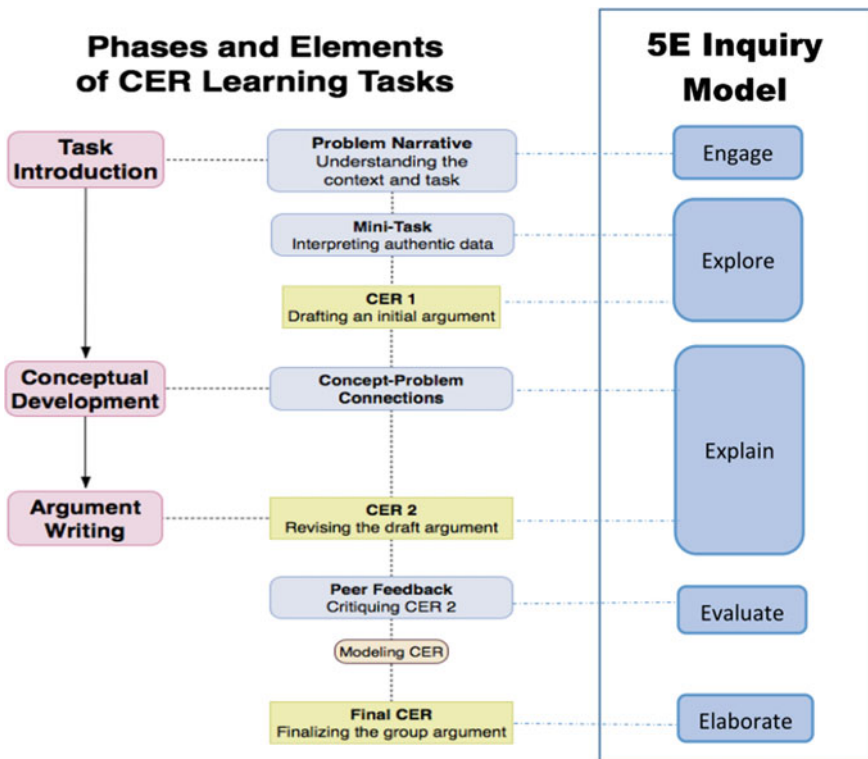 Phases and Elements
of CER Learning Tasks
5E Inquiry
Model
Task
Introduction
Problem Narrative
Understanding the
context and task
Engage
Mini-Task
Interpreting authentic data
Explore
CER 1
Drafting an initial argument
Conceptual
Development
Concept-Problem
Connections
Explain
Argument
Writing
CER 2
Revising the draft argument
Peer Feedback
Critiquing CER 2
Evaluate
Modeling CER
Final CER
Finalizing the group argument
Elaborate